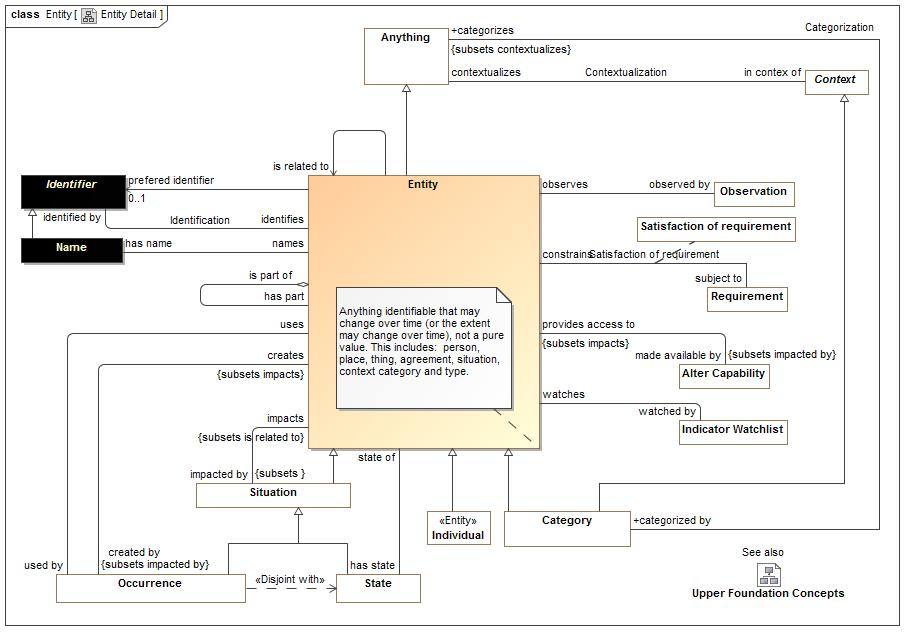 class Entity [ Entity Detail ]
Anything
+categorizes
Categorization
{subsets contextualizes}
contextualizes
Contextualization
in contex of
Context
is related to
Identifier
prefered identifier
0..1
Entity
observes
observed by
Observation
identified by
Identification
identifies
Satisfaction of requirement
Name
has name
names
constrains
Satisfaction of requirement
is part of
has part
subject to
Requirement
Anything identifiable that may
change over time (or the extent
may change over time), not a pure
value. This includes:  person,
place, thing, agreement, situation,
context category and type.
uses
provides access to
{subsets impacts}
creates
{subsets impacts}
made available by
{subsets impacted by}
Alter Capability
watches
watched by
Indicator Watchlist
impacts
{subsets is related to}
state of
impacted by
{subsets }
Situation
«Entity»
Individual
Category
+categorized by
used by
created by
{subsets impacted by}
has state
Occurrence
«Disjoint with»
State
See also
Upper Foundation Concepts